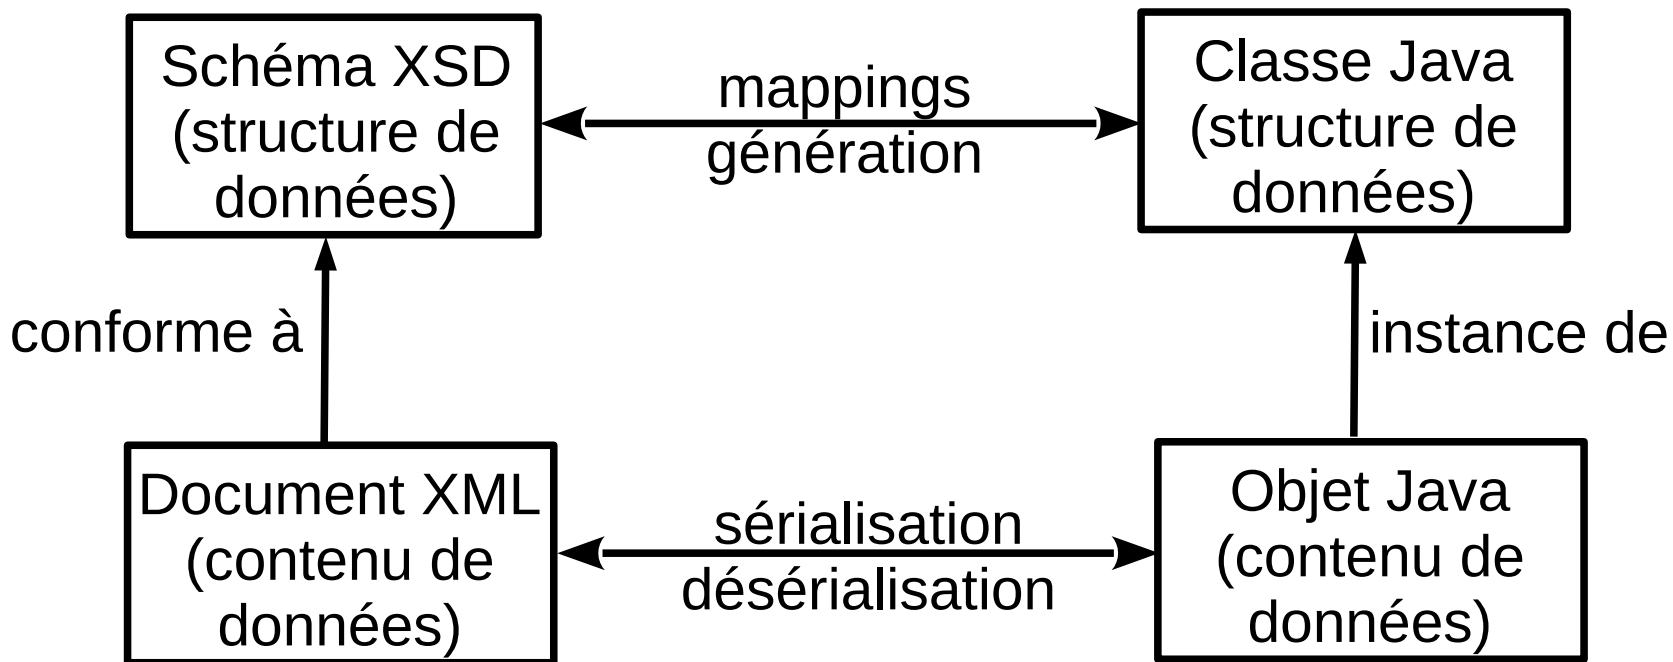 Schéma XSD
(structure de
données)
mappings
génération
Classe Java
(structure de
données)
conforme à
instance de
Document XML
(contenu de
données)
sérialisation
désérialisation
Objet Java
(contenu de
données)